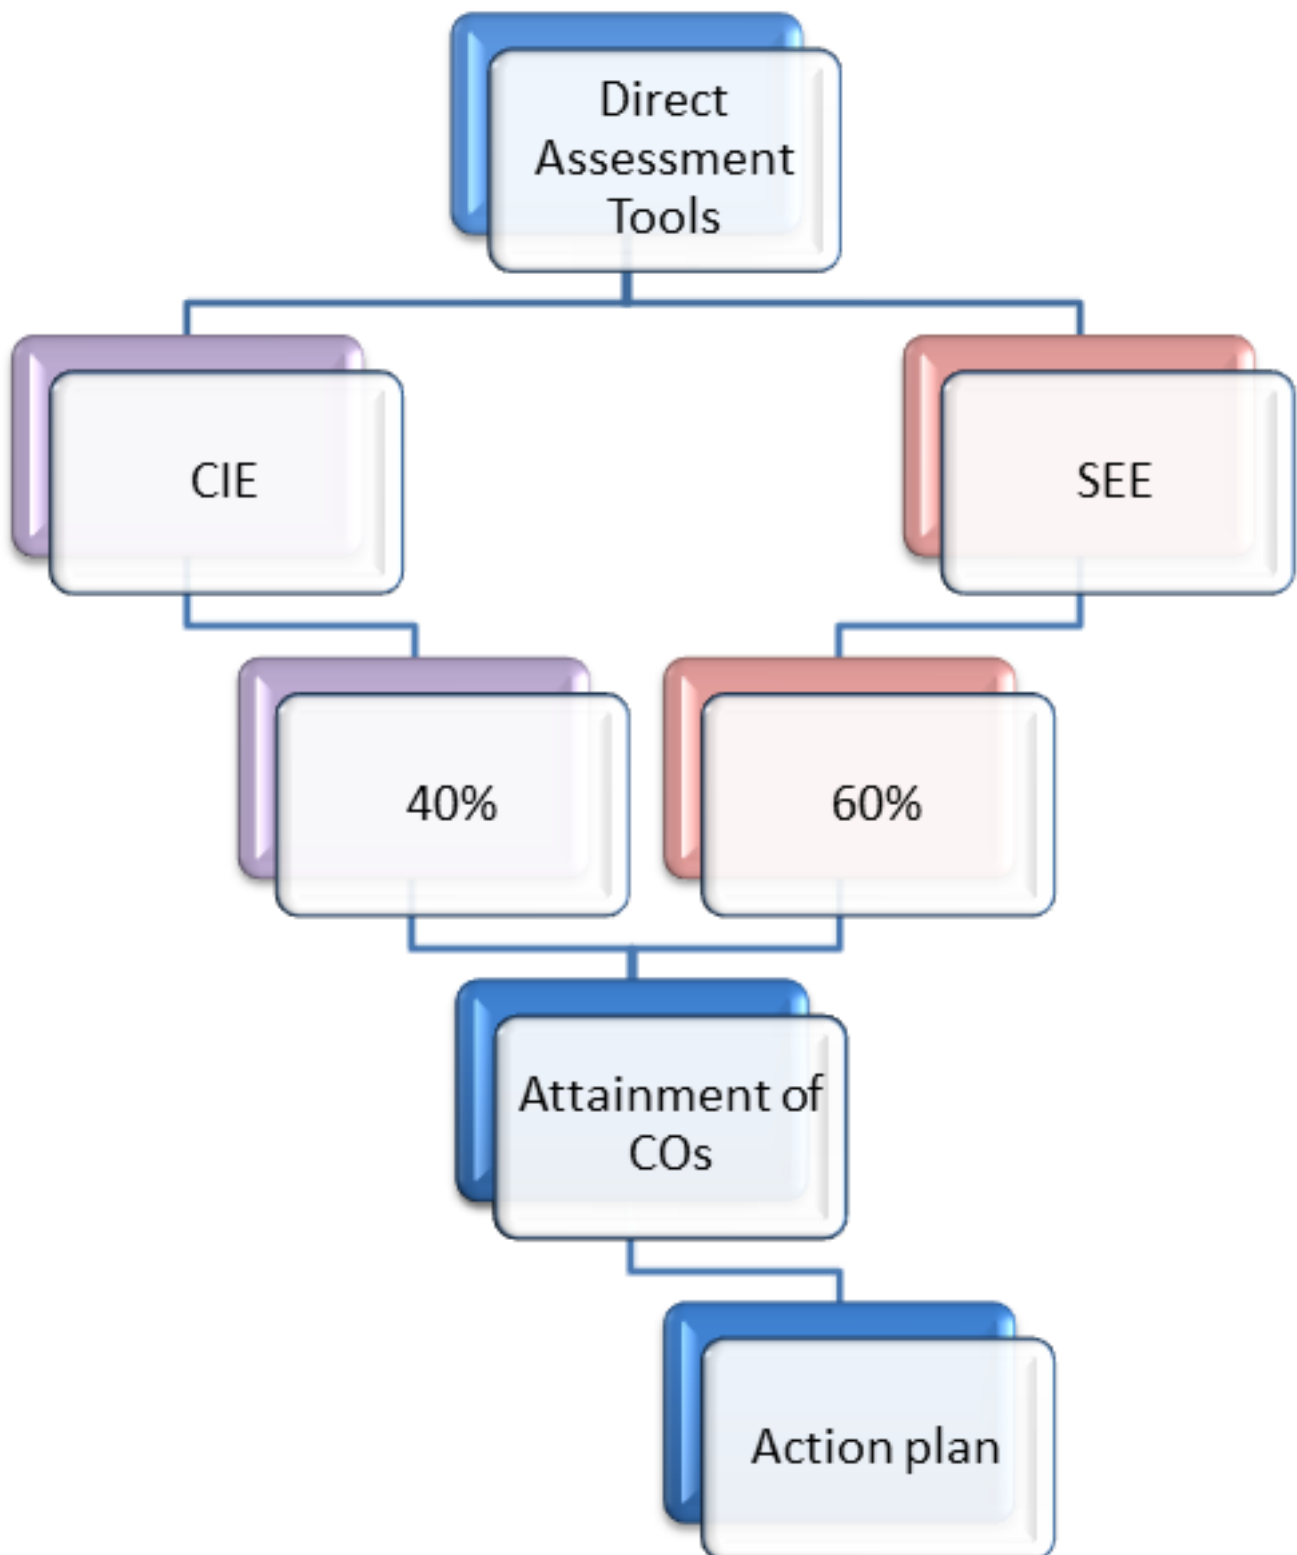 Direct
Assessment
Tools
CIE
SEE
40%
60%
Attainment of
COs
Action plan